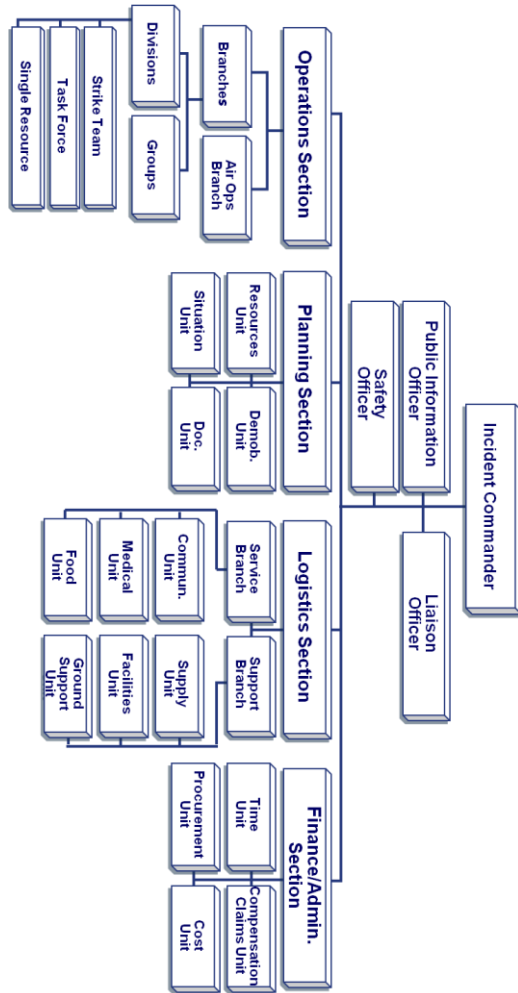 Incident Commander
Public Information
Officer
Liaison
Officer
Safety
Officer
Operations Section
Planning Section
Logistics Section
Finance/Admin.
Section
Branches
Air Ops
Branch
Divisions
Groups
Strike Team
Task Force
Single Resource
Resources
Unit
Demob.
Unit
Situation
Unit
Doc.
Unit
Service
Branch
Support
Branch
Commun.
Unit
Medical
Unit
Food
Unit
Supply
Unit
Facilities
Unit
Ground
Support
Unit
Time
Unit
Compensation
Claims Unit
Procurement
Unit
Cost
Unit